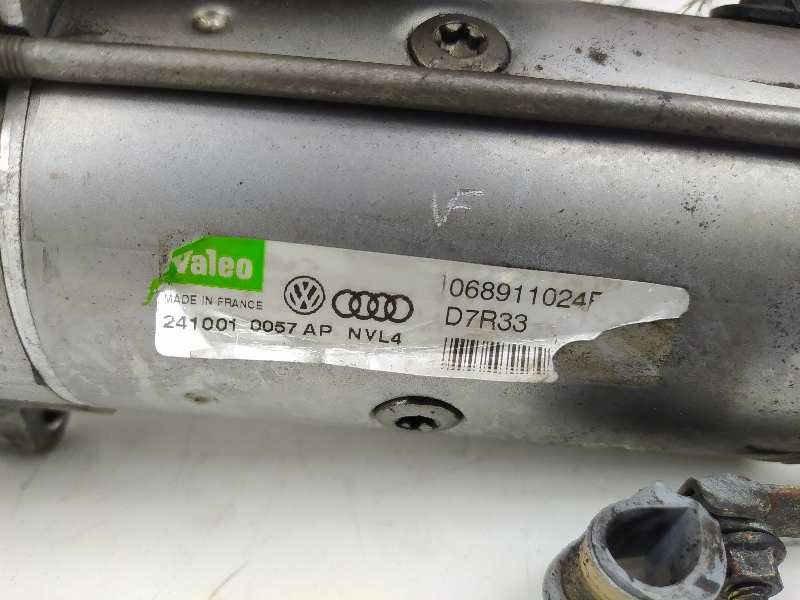 VF
Valeo
MADE IN FRANCE
241001 0057 AP NVL4
068911024F
D7R33